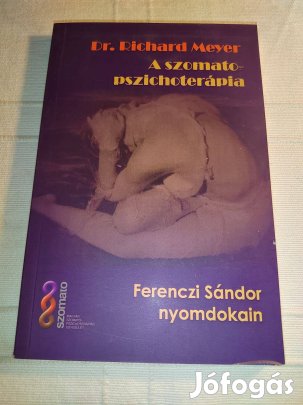 Dr. Richard Meyer
A szomato-
pszichoterápia
szomato
Ferenczi Sándor
nyomdokain
Jófogás